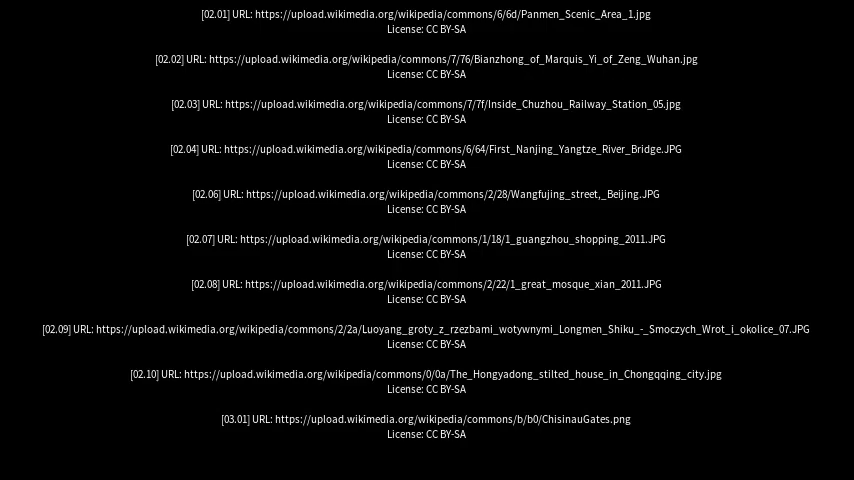 [02.01] URL: https://upload.wikimedia.org/wikipedia/commons/6/6d/Panmen_Scenic_Area_1.jpg
License: CC BY-SA
[02.02] URL: https://upload.wikimedia.org/wikipedia/commons/7/76/Bianzhong_of_Marquis_Yi_of_Zeng_Wuhan.jpg
License: CC BY-SA
[02.03] URL: https://upload.wikimedia.org/wikipedia/commons/7/7f/Inside_Chuzhou_Railway_Station_05.jpg
License: CC BY-SA
[02.04] URL: https://upload.wikimedia.org/wikipedia/commons/6/64/First_Nanjing_Yangtze_River_Bridge.JPG
License: CC BY-SA
[02.06] URL: https://upload.wikimedia.org/wikipedia/commons/2/28/Wangfujing_street,_Beijing.JPG
License: CC BY-SA
[02.07] URL: https://upload.wikimedia.org/wikipedia/commons/1/18/1_guangzhou_shopping_2011.JPG
License: CC BY-SA
[02.08] URL: https://upload.wikimedia.org/wikipedia/commons/2/22/1_great_mosque_xian_2011.JPG
License: CC BY-SA
[02.09] URL: https://upload.wikimedia.org/wikipedia/commons/2/2a/Luoyang_groty_z_rzezbami_wotywnymi_Longmen_Shiku_-_Smoczych_Wrot_i_okolice_07.JPG
License: CC BY-SA
[02.10] URL: https://upload.wikimedia.org/wikipedia/commons/0/0a/The_Hongyadong_stilted_house_in_Chongqqing_city.jpg
License: CC BY-SA
[03.01] URL: https://upload.wikimedia.org/wikipedia/commons/b/b0/ChisinauGates.png
License: CC BY-SA